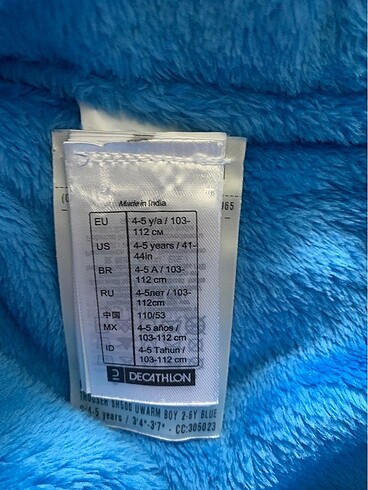 065
Made in India
EU 4-5 y/a / 103-
112 см
US 4-5 years / 41-
44in
BR 4-5 A / 103-
112 cm
RU 4-5лет / 103-
112cm
中国 110/53
MX 4-5 años /
103-112 cm
ID 4-5 Tahun /
103-112 cm
DECATHLON
TROUSER SH500 UWARM BOY 2-6Y BLUE
4-5 years / 3'4"-3'7" - CC:305023